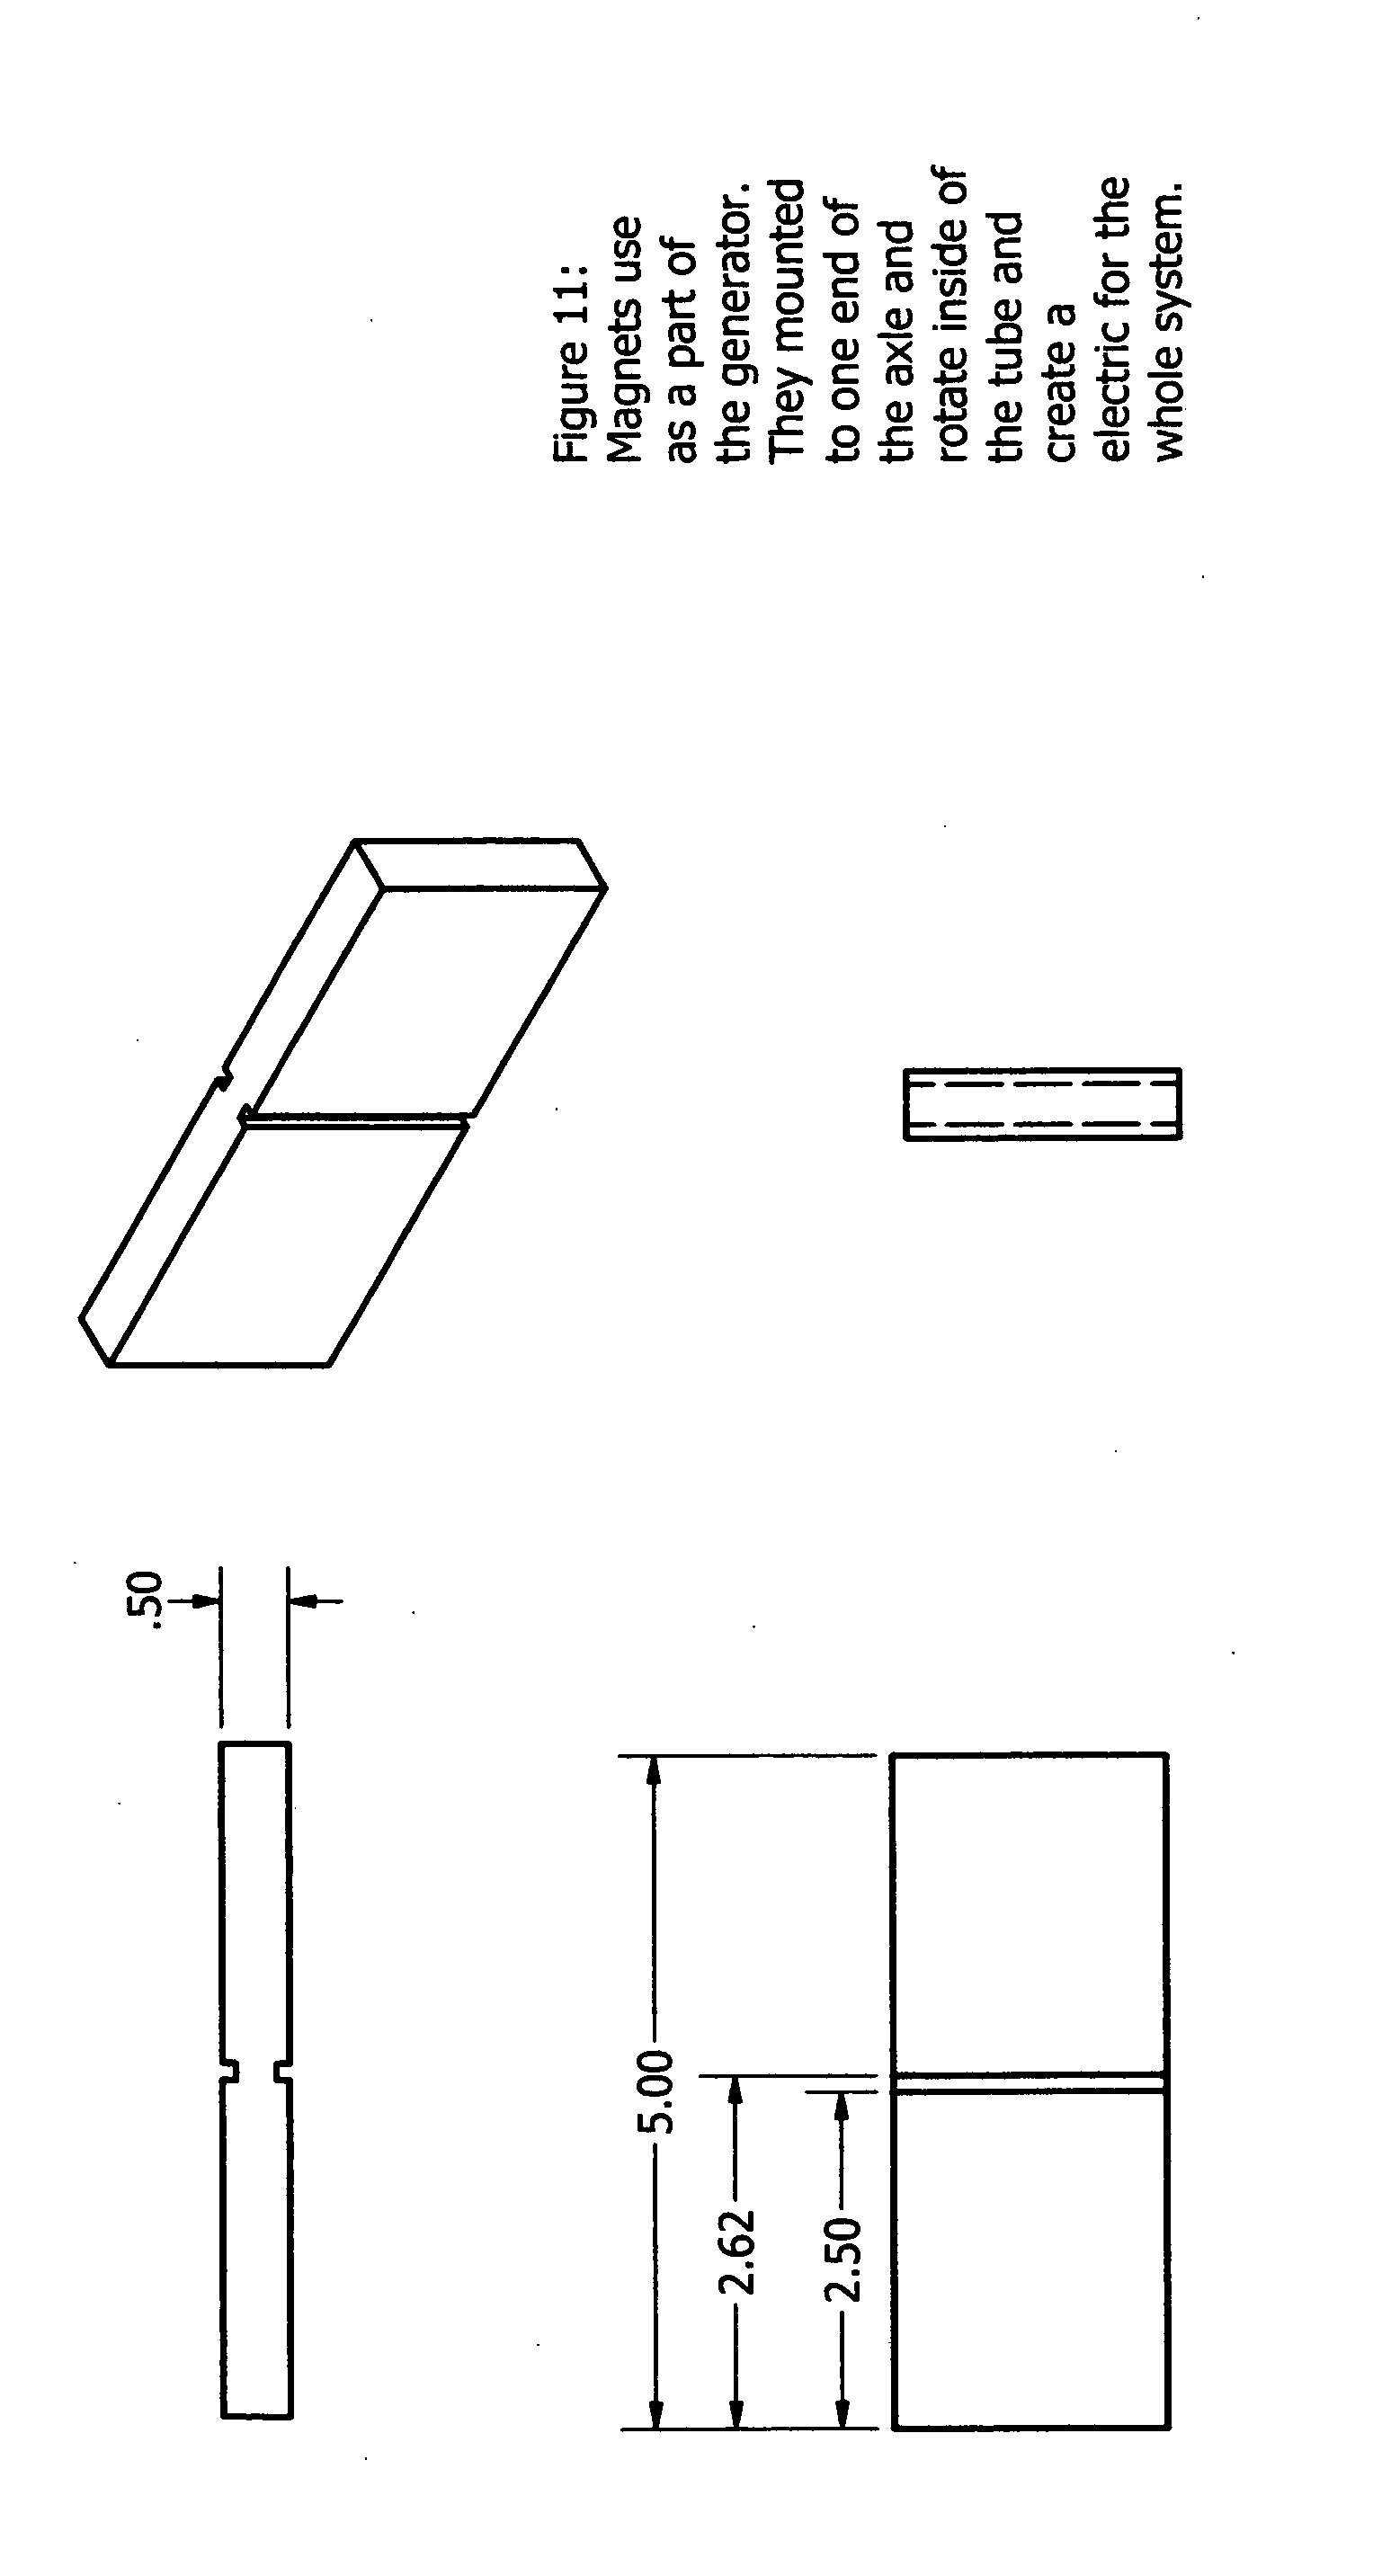 .50
5.00
2.62
2.50
Figure 11:
Magnets use
as a part of
the generator.
They mounted
to one end of
the axle and
rotate inside of
the tube and
create a
electric for the
whole system.